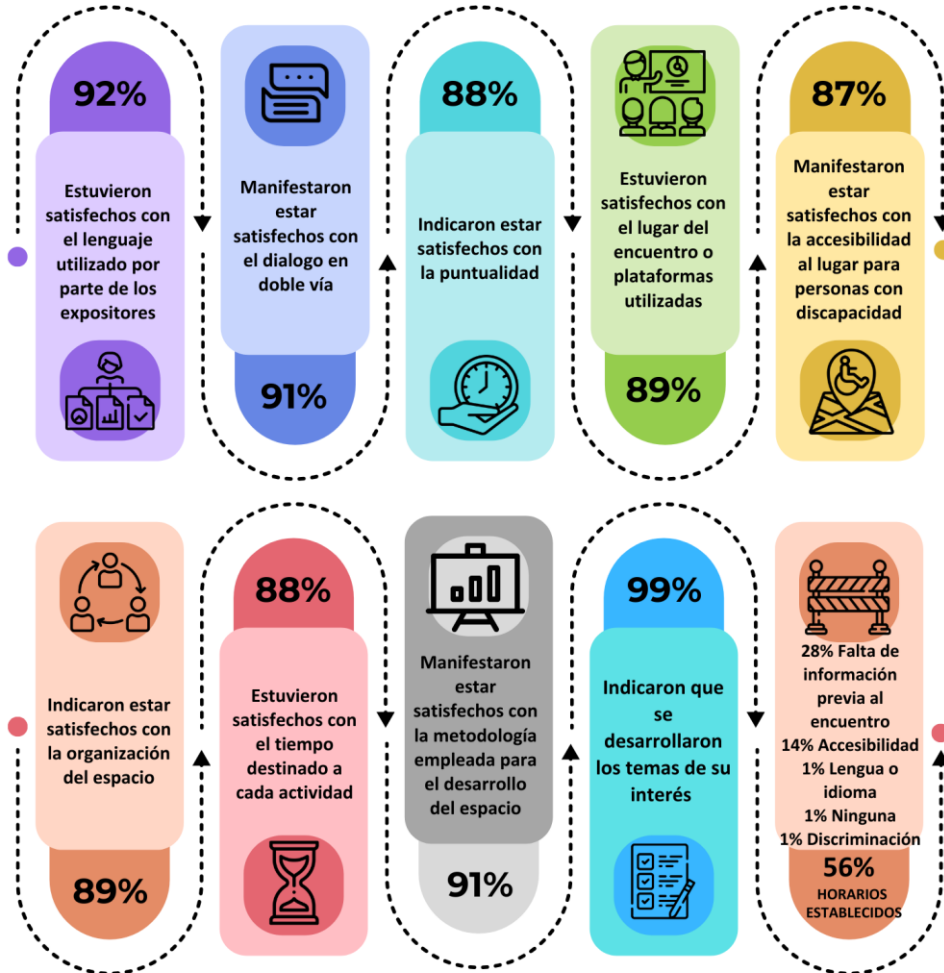 92%
Estuvieron
satisfechos con
el lenguaje
utilizado por
parte de los
expositores
Manifestaron
estar
satisfechos con
el dialogo en
doble vía
91%
88%
Indicaron estar
satisfechos con
la puntualidad
Estuvieron
satisfechos con
el lugar del
encuentro o
plataformas
utilizadas
89%
87%
Manifestaron
estar
satisfechos con
la accesibilidad
al lugar para
personas con
discapacidad
Indicaron estar
satisfechos con
la organización
del espacio
89%
88%
Estuvieron
satisfechos con
el tiempo
destinado a
cada actividad
Manifestaron
estar
satisfechos con
la metodología
empleada para
el desarrollo
del espacio
91%
99%
Indicaron que
se
desarrollaron
los temas de su
interés
28% Falta de
información
previa al
encuentro
14% Accesibilidad
1% Lengua o
idioma
1% Ninguna
1% Discriminación
56%
HORARIOS
ESTABLECIDOS